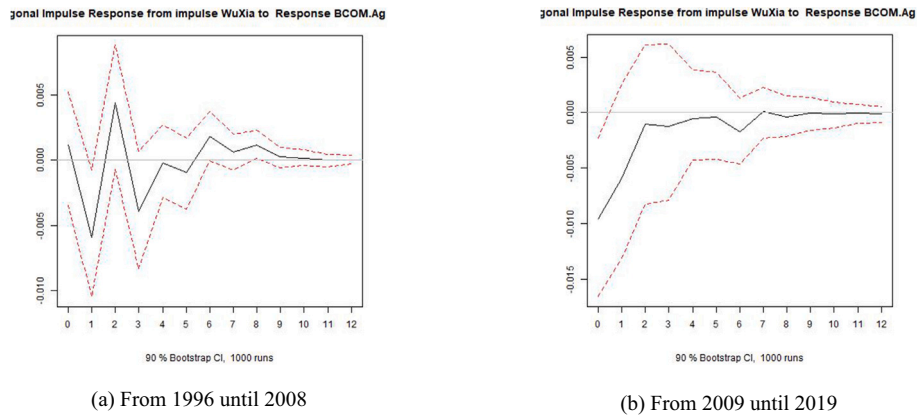 gonal Impulse Response from impulse WuXia to Response BCOM.Ag
0.005
0.000
-0.005
-0.010
0 1 2 3 4 5 6 7 8 9 10 11 12
90 % Bootstrap CI, 1000 runs
(a) From 1996 until 2008
gonal Impulse Response from impulse WuXia to Response BCOM.Ag
0.005
0.000
-0.005
-0.010
-0.015
0 1 2 3 4 5 6 7 8 9 10 11 12
90 % Bootstrap CI, 1000 runs
(b) From 2009 until 2019